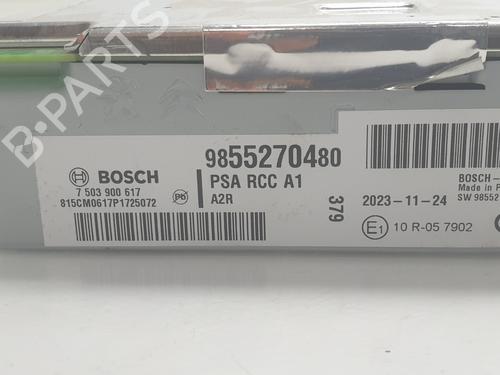 B-PARTS
BOSCH
7 503 900 617
815CM0617P1725072
Pb
9855270480
PSA RCC A1
A2R
379
2023-11-24
E1 10 R-05 7902
BOSCH-
Made in P
SW 98552